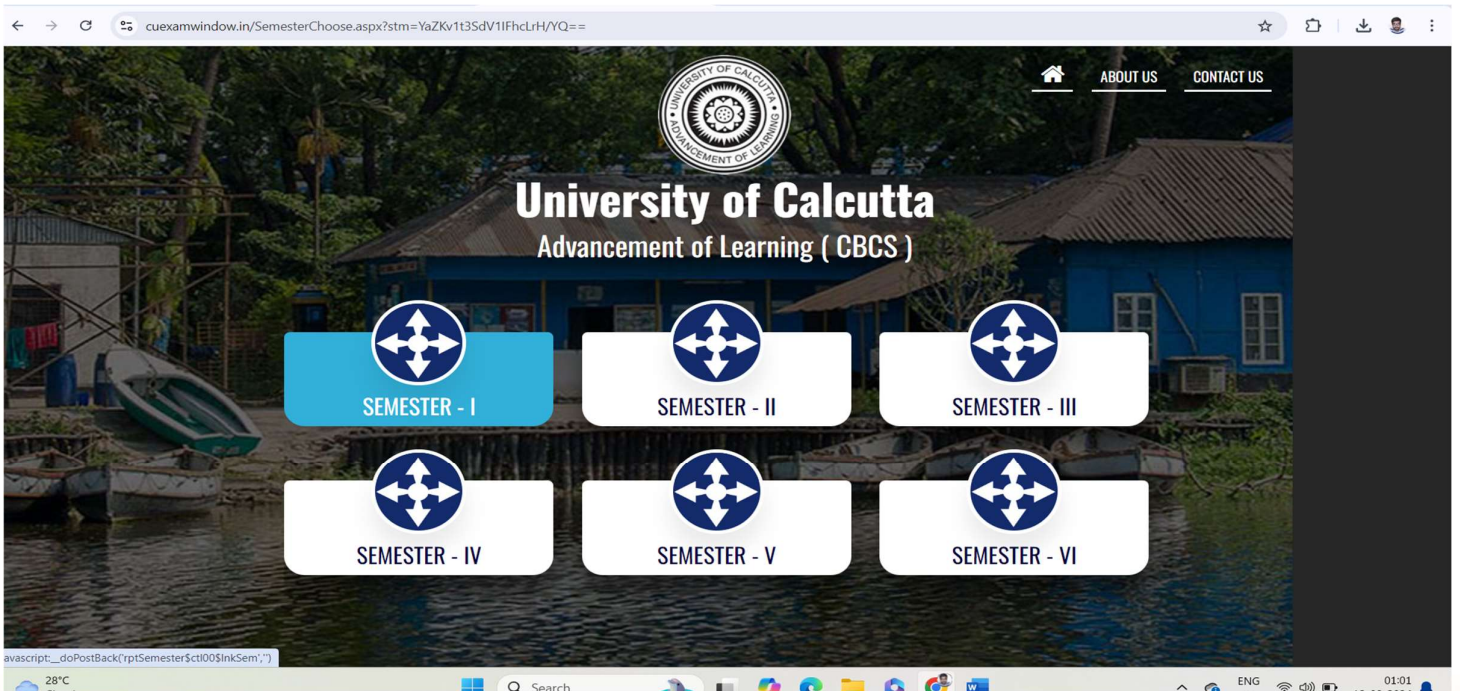 cuexamwindow.in/SemesterChoose.aspx?stm=YaZKv1t3SdV1IFhcLrH/YQ==
ABOUT US
CONTACT US
UNIVERSITY OF CALCUTTA
ADVANCEMENT OF LEARNING
University of Calcutta
Advancement of Learning ( CBCS )
SEMESTER - I
SEMESTER - II
SEMESTER - III
SEMESTER - IV
SEMESTER - V
SEMESTER - VI
avascript:__doPostBack('rptSemester$ctl00$lnkSem','')
28°C
Search
ENG
01:01